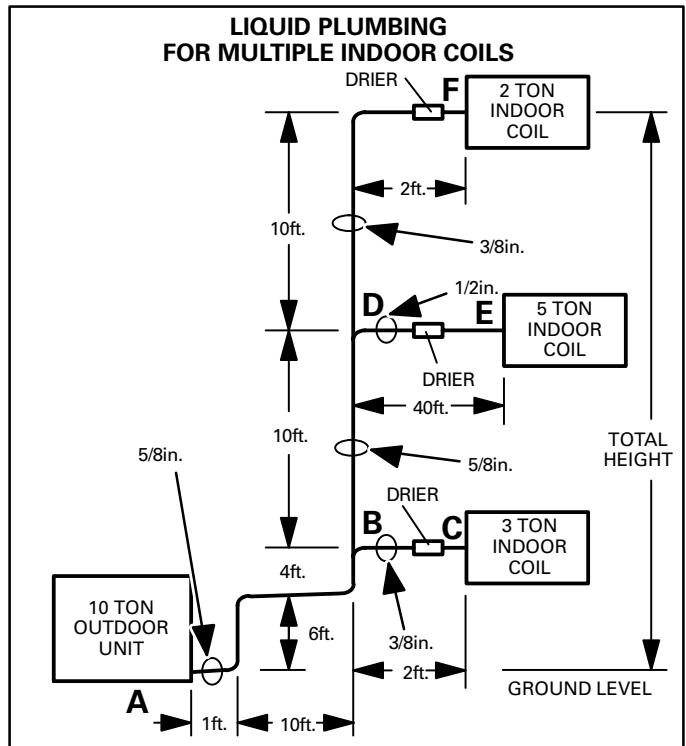 LIQUID PLUMBING
FOR MULTIPLE INDOOR COILS
DRIER
F
2 TON
INDOOR
COIL
2ft.
10ft.
3/8in.
1/2in.
D
E
5 TON
INDOOR
COIL
DRIER
40ft.
10ft.
TOTAL
HEIGHT
5/8in.
5/8in.
DRIER
B
C
3 TON
INDOOR
COIL
4ft.
10 TON
OUTDOOR
UNIT
6ft.
3/8in.
2ft.
GROUND LEVEL
A
1ft.
10ft.